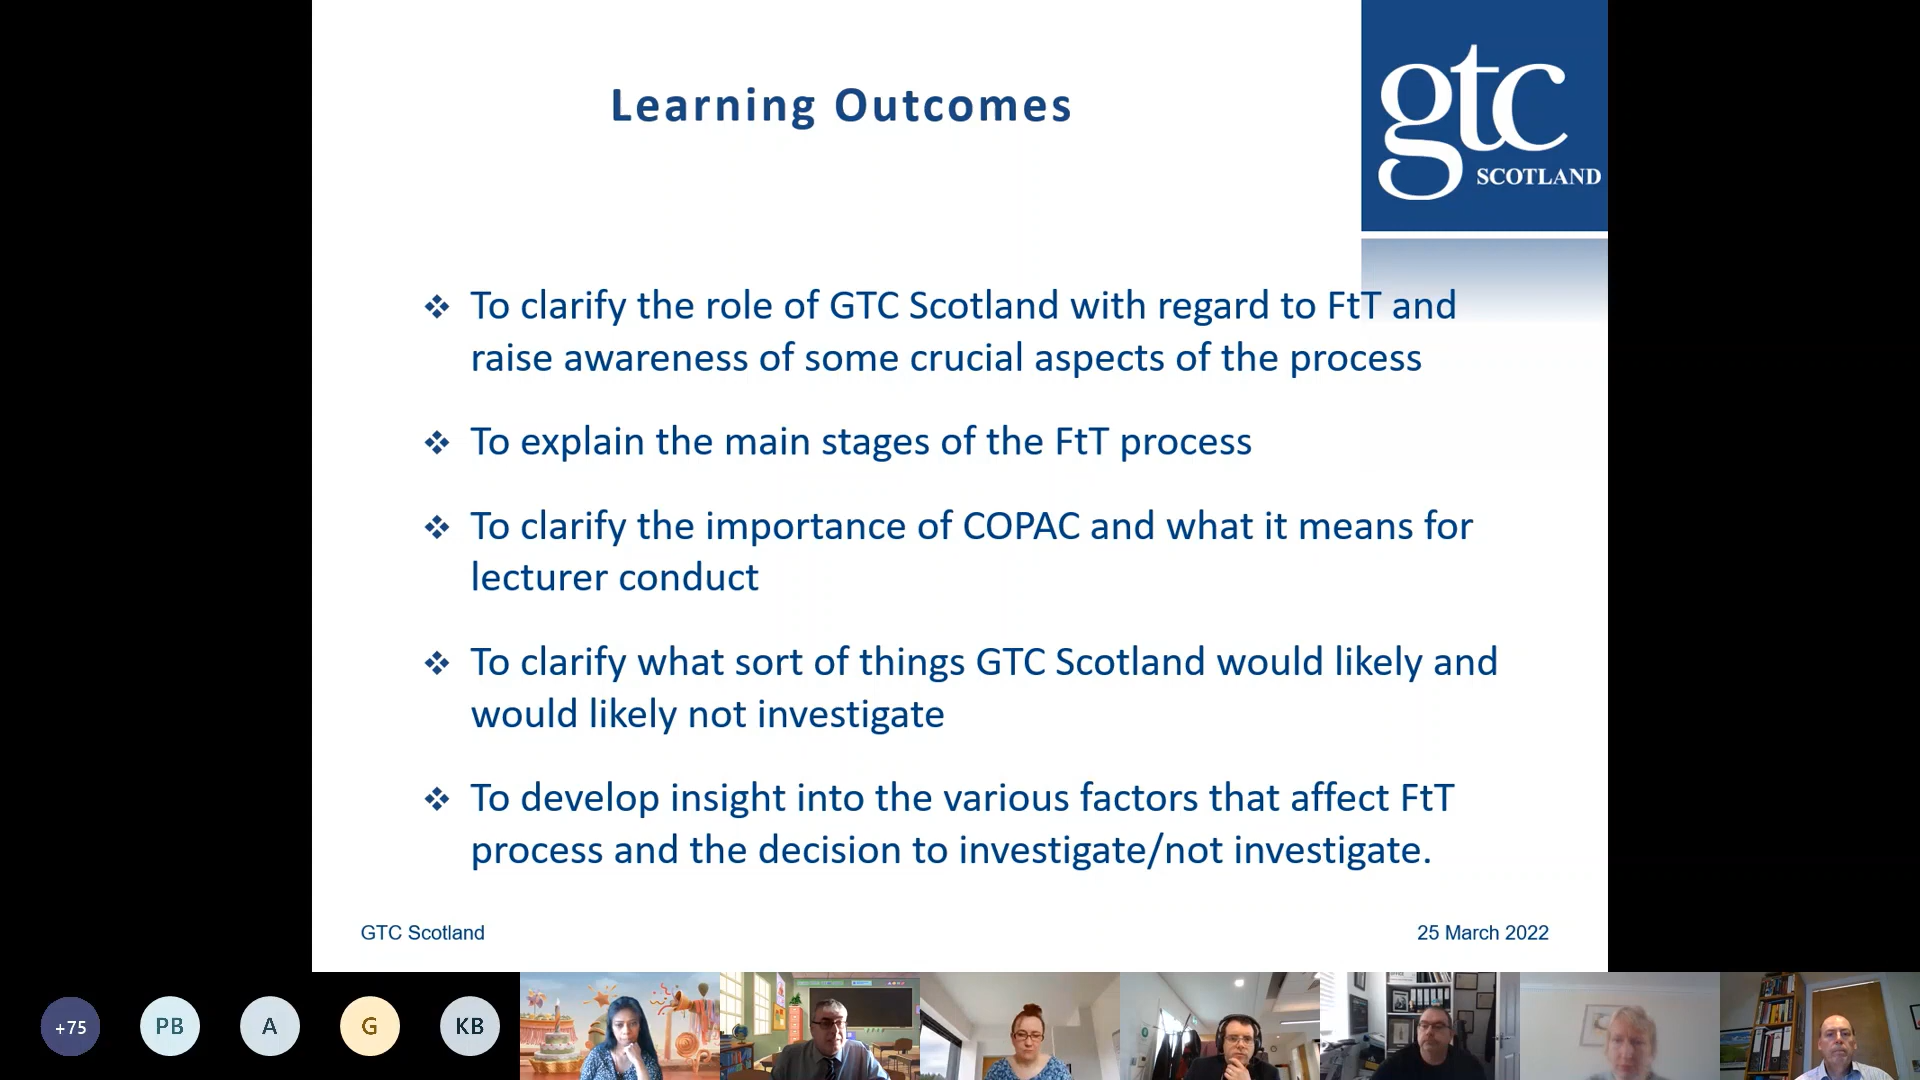 Learning Outcomes
gtc
SCOTLAND
❖ To clarify the role of GTC Scotland with regard to FtT and
raise awareness of some crucial aspects of the process
❖ To explain the main stages of the FtT process
❖ To clarify the importance of COPAC and what it means for
lecturer conduct
❖ To clarify what sort of things GTC Scotland would likely and
would likely not investigate
❖ To develop insight into the various factors that affect FtT
process and the decision to investigate/not investigate.
GTC Scotland
25 March 2022
+75
PB
A
G
KB